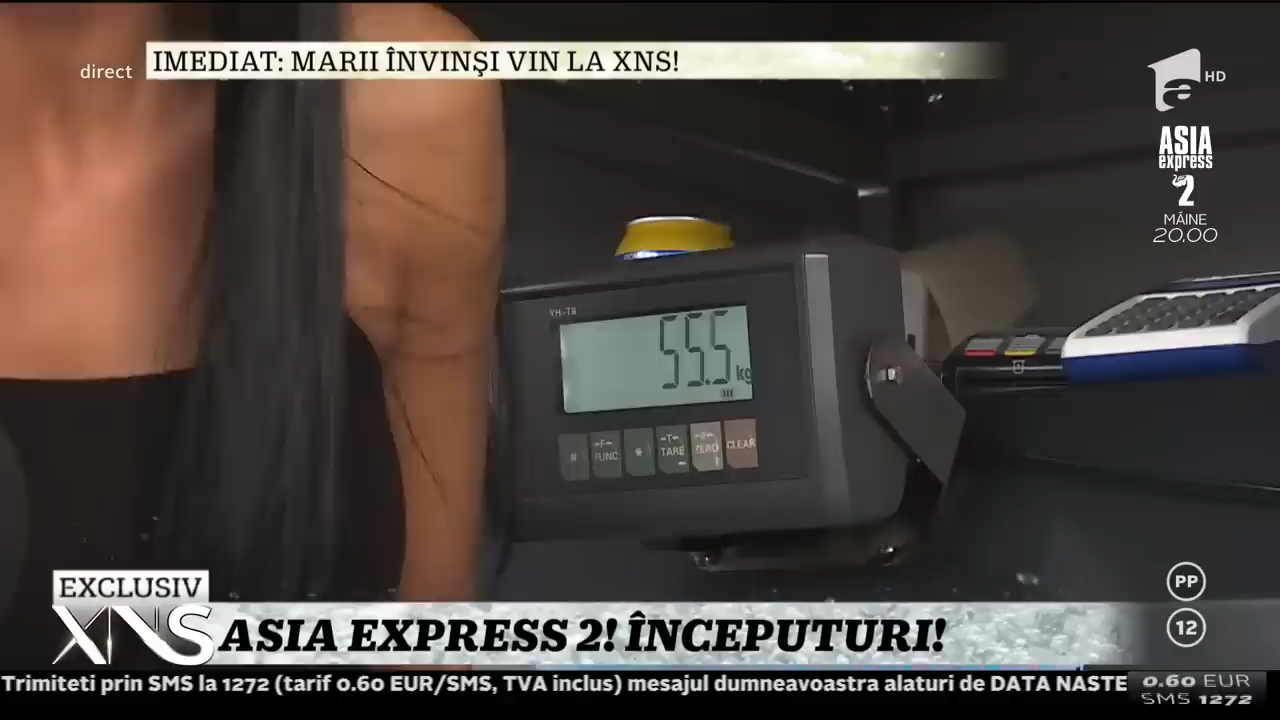 direct
IMEDIAT: MARII ÎNVINŞI VIN LA XNS!
HD
ASIA
express
2
MÂINE
20.00
YH-T8
55.5 kg
# F FUNC * T TARE ZERO CLEAR
PP
12
EXCLUSIV
XNS
ASIA EXPRESS 2! ÎNCEPUTURI!
Trimiteti prin SMS la 1272 (tarif 0.60 EUR/SMS, TVA inclus) mesajul dumneavoastra alaturi de DATA NASTE
0.60 EUR
SMS 1272